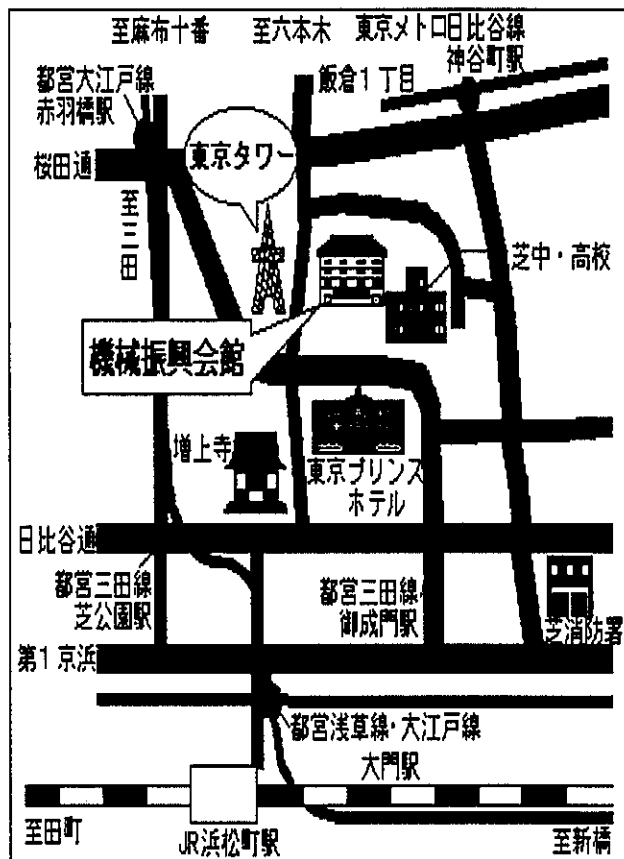 至麻布十番
至六本木
東京メトロ日比谷線
神谷町駅
都営大江戸線
赤羽橋駅
飯倉1丁目
桜田通
東京タワー
至三田
芝中・高校
機械振興会館
増上寺
東京プリンス
ホテル
日比谷通
都営三田線
芝公園駅
都営三田線
御成門駅
芝消防署
第1京浜
都営浅草線・大江戸線
大門駅
至田町
JR浜松町駅
至新橋